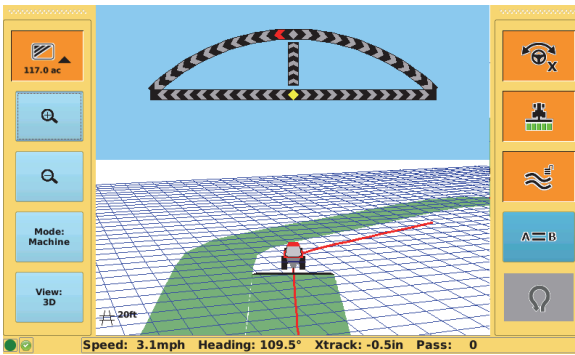 117.0 ac
X
Mode:
Machine
A=B
View:
3D
20ft
Speed: 3.1mph Heading: 109.5° Xtrack: -0.5in Pass: 0